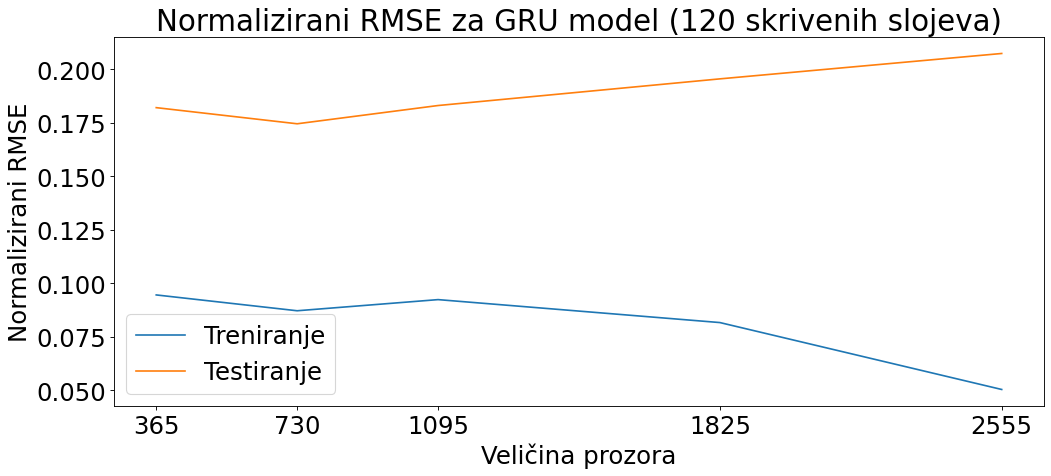 Normalizirani RMSE za GRU model (120 skrivenih slojeva)
Normalizirani RMSE
0.200
0.175
0.150
0.125
0.100
0.075
0.050
Treniranje
Testiranje
365 730 1095 1825 2555
Veličina prozora